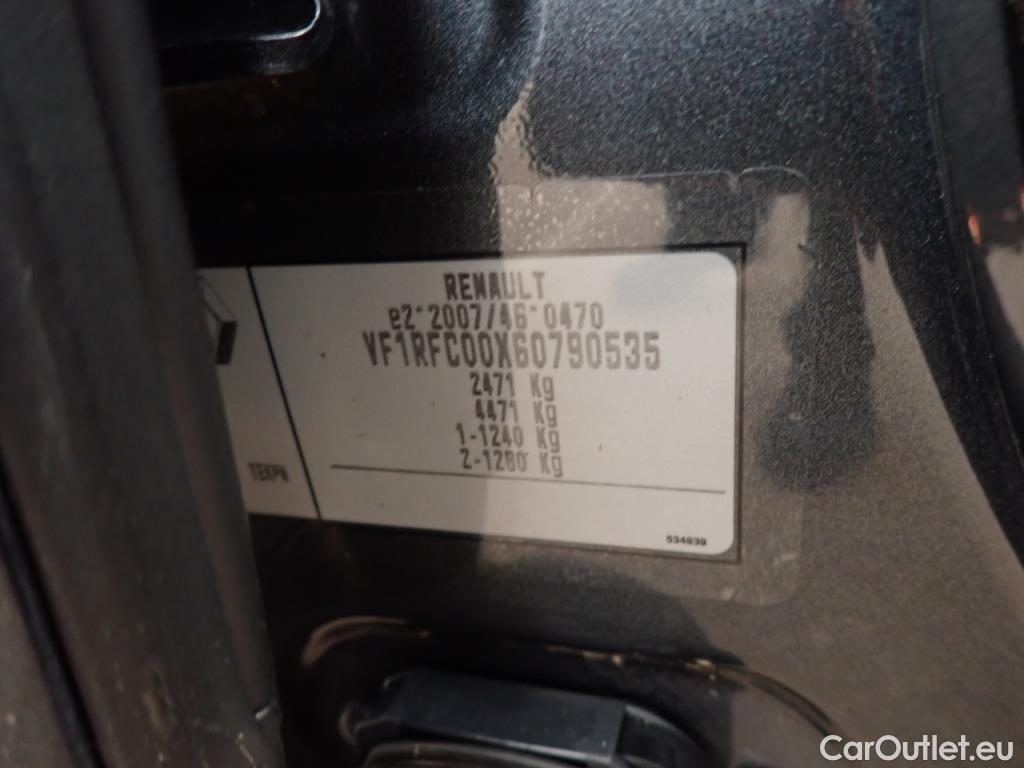 RENAULT
e2*2007/46*0470
VF1RFC00X60790535
2471 Kg
4471 Kg
1-1240 Kg
2-1280 Kg
TEKPN
534839
CarOutlet.eu